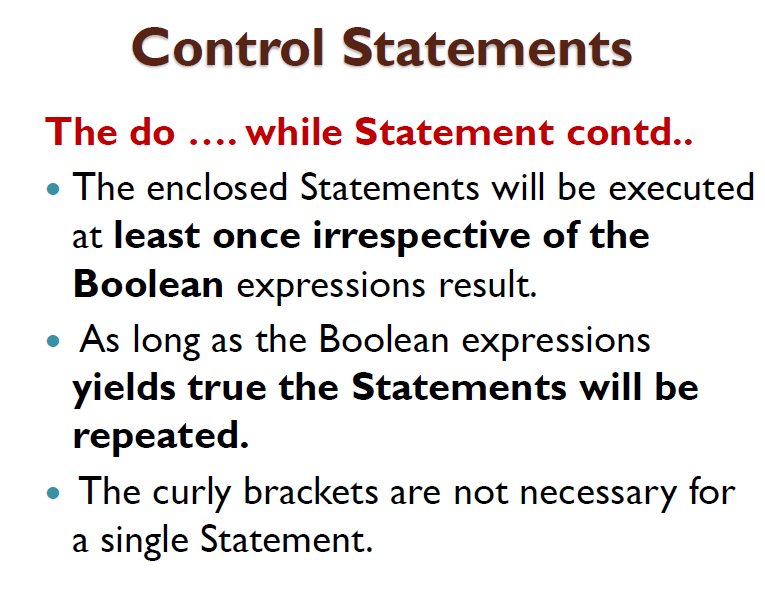 Control Statements
The do …. while Statement contd..
• The enclosed Statements will be executed
at least once irrespective of the
Boolean expressions result.
• As long as the Boolean expressions
yields true the Statements will be
repeated.
• The curly brackets are not necessary for
a single Statement.